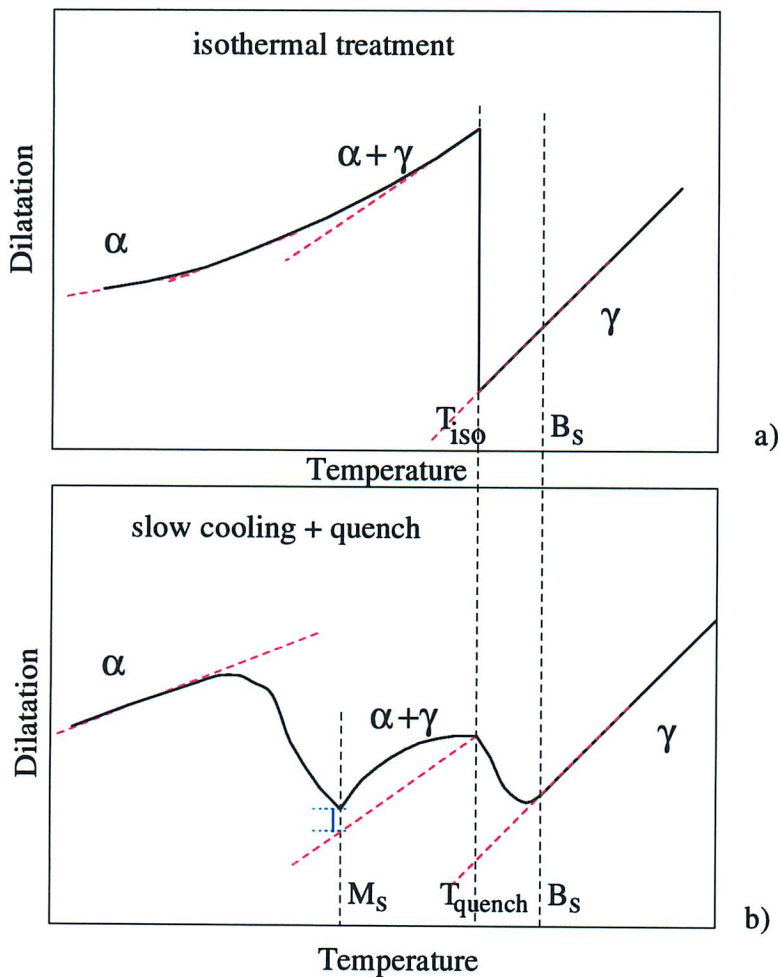 isothermal treatment
α+γ
α
γ
Dilatation
T_iso
B_S
Temperature
a)
slow cooling + quench
α
α+γ
γ
Dilatation
M_S
T_quench
B_S
Temperature
b)